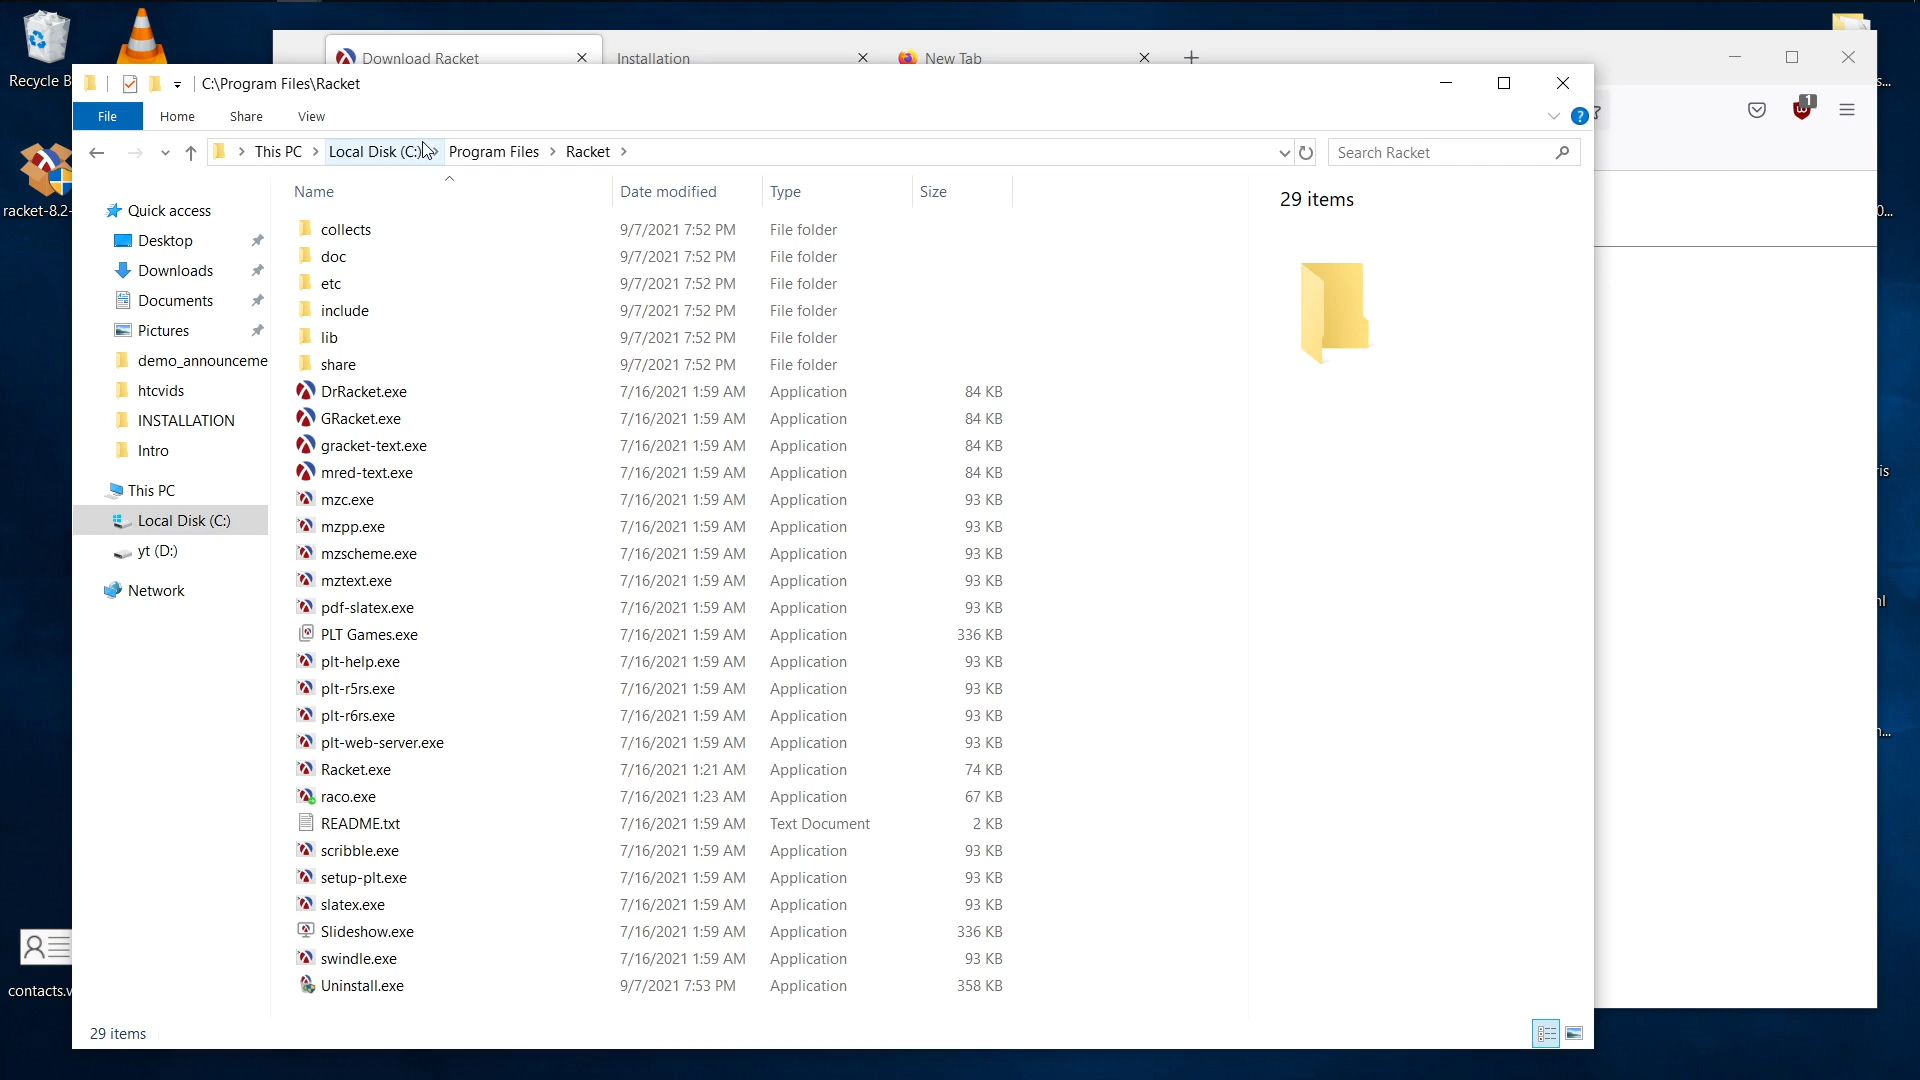 Recycle B
racket-8.2-
contacts.v
Download Racket
Installation
New Tab
1
C:\Program Files\Racket
File Home Share View
This PC > Local Disk (C:) > Program Files > Racket >
Search Racket
Quick access
Desktop
Downloads
Documents
Pictures
demo_announceme
htcvids
INSTALLATION
Intro
This PC
Local Disk (C:)
yt (D:)
Network
Name Date modified Type Size
collects 9/7/2021 7:52 PM File folder
doc 9/7/2021 7:52 PM File folder
etc 9/7/2021 7:52 PM File folder
include 9/7/2021 7:52 PM File folder
lib 9/7/2021 7:52 PM File folder
share 9/7/2021 7:52 PM File folder
DrRacket.exe 7/16/2021 1:59 AM Application 84 KB
GRacket.exe 7/16/2021 1:59 AM Application 84 KB
gracket-text.exe 7/16/2021 1:59 AM Application 84 KB
mred-text.exe 7/16/2021 1:59 AM Application 84 KB
mzc.exe 7/16/2021 1:59 AM Application 93 KB
mzpp.exe 7/16/2021 1:59 AM Application 93 KB
mzscheme.exe 7/16/2021 1:59 AM Application 93 KB
mztext.exe 7/16/2021 1:59 AM Application 93 KB
pdf-slatex.exe 7/16/2021 1:59 AM Application 93 KB
PLT Games.exe 7/16/2021 1:59 AM Application 336 KB
plt-help.exe 7/16/2021 1:59 AM Application 93 KB
plt-r5rs.exe 7/16/2021 1:59 AM Application 93 KB
plt-r6rs.exe 7/16/2021 1:59 AM Application 93 KB
plt-web-server.exe 7/16/2021 1:59 AM Application 93 KB
Racket.exe 7/16/2021 1:21 AM Application 74 KB
raco.exe 7/16/2021 1:23 AM Application 67 KB
README.txt 7/16/2021 1:59 AM Text Document 2 KB
scribble.exe 7/16/2021 1:59 AM Application 93 KB
setup-plt.exe 7/16/2021 1:59 AM Application 93 KB
slatex.exe 7/16/2021 1:59 AM Application 93 KB
Slideshow.exe 7/16/2021 1:59 AM Application 336 KB
swindle.exe 7/16/2021 1:59 AM Application 93 KB
Uninstall.exe 9/7/2021 7:53 PM Application 358 KB
29 items
29 items